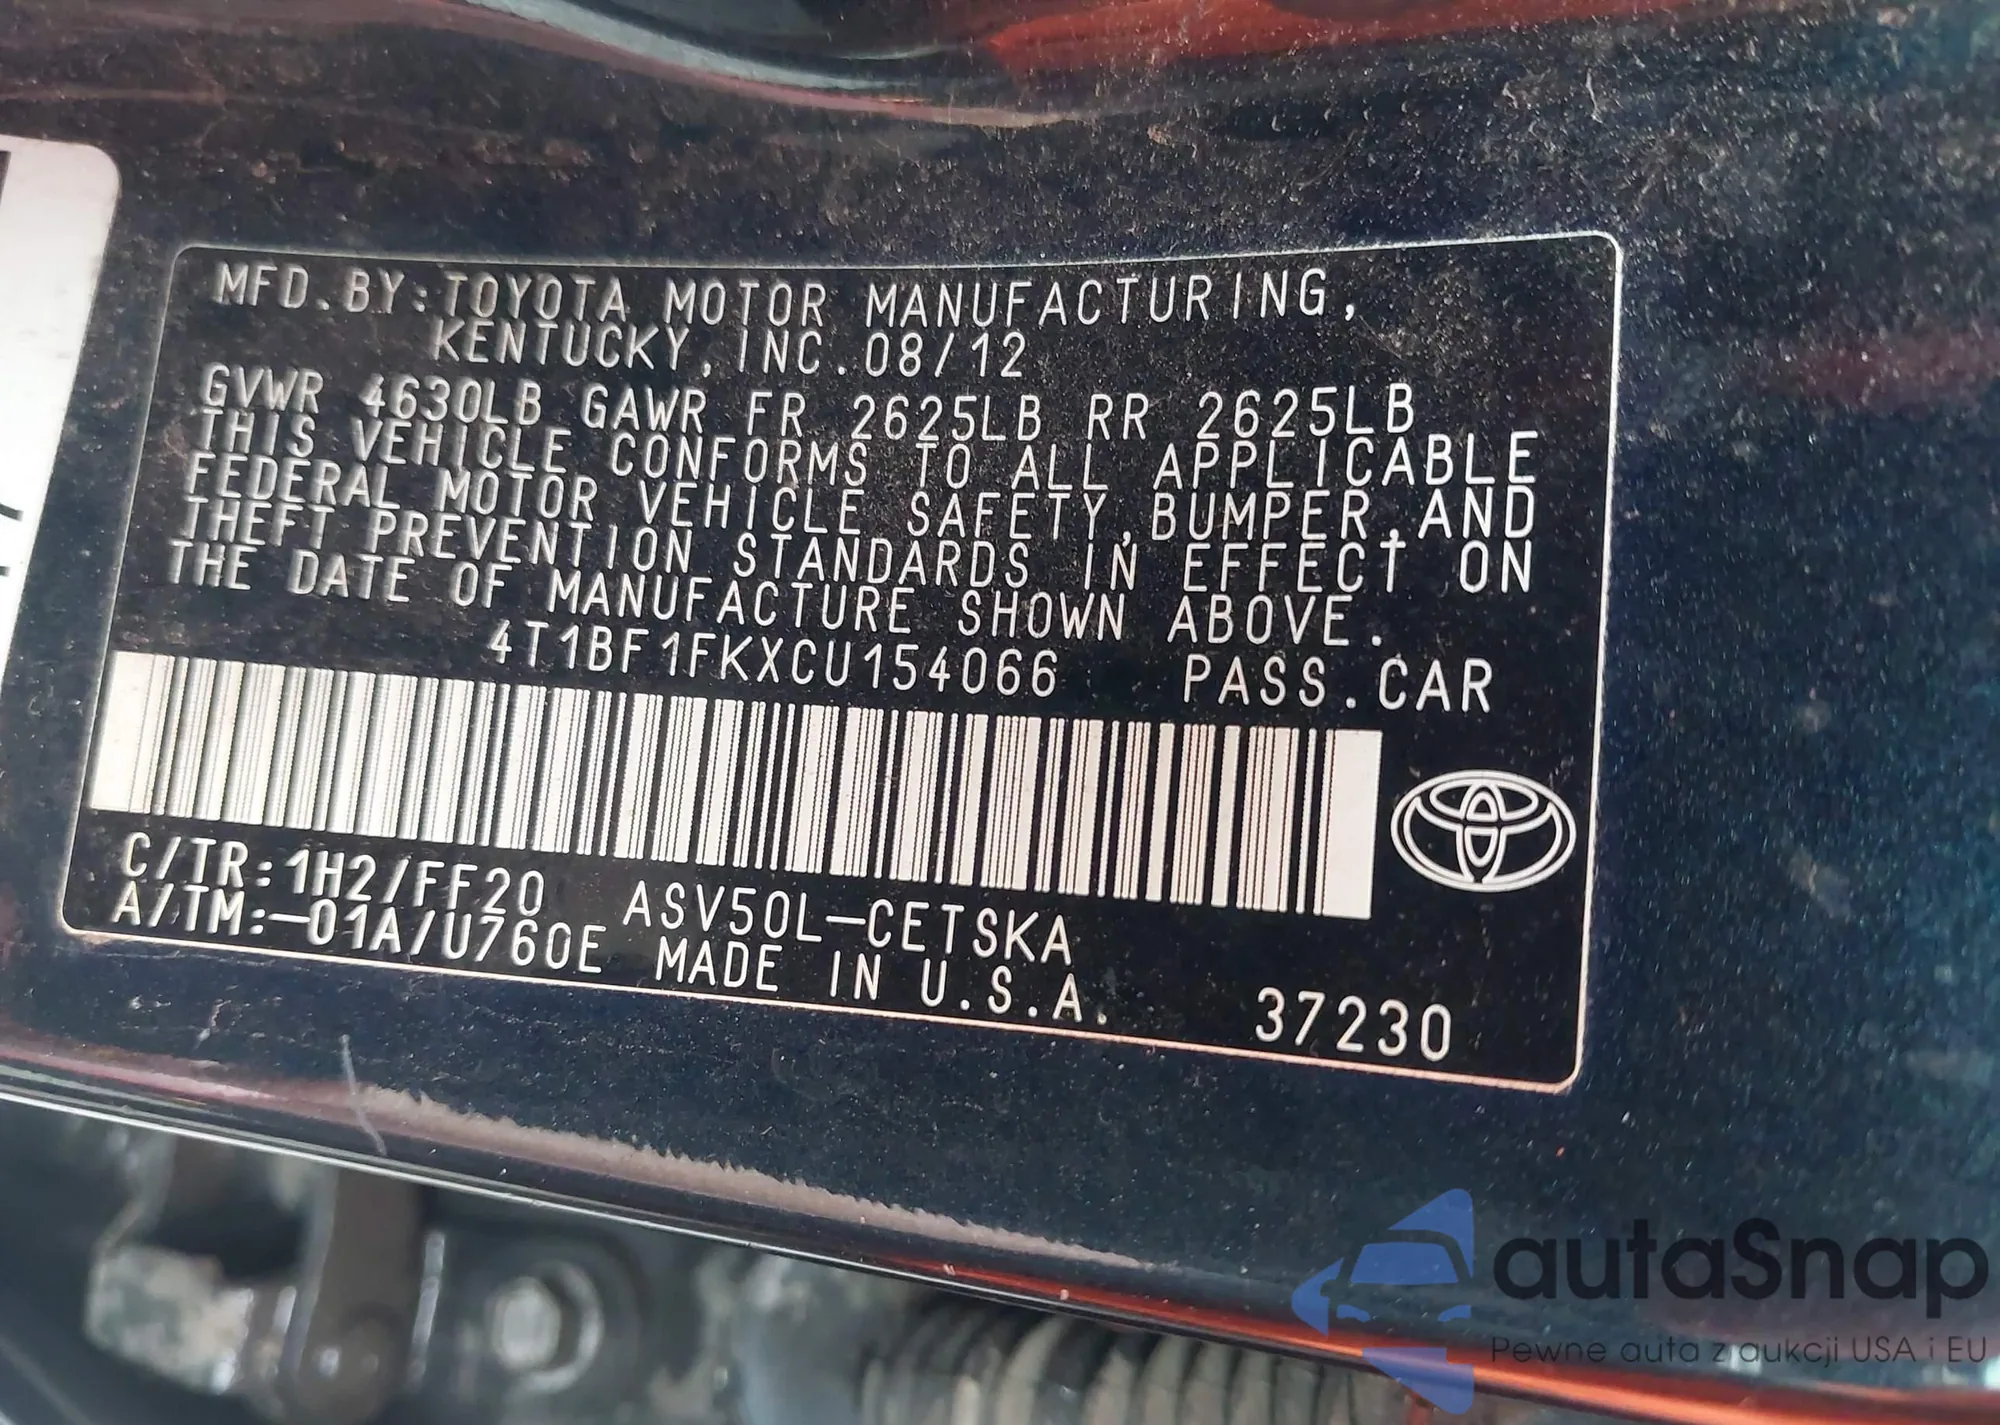 MFD.BY:TOYOTA MOTOR MANUFACTURING,
KENTUCKY,INC.08/12
GVWR 4630LB GAWR FR 2625LB RR 2625LB
THIS VEHICLE CONFORMS TO ALL APPLICABLE
FEDERAL MOTOR VEHICLE SAFETY,BUMPER,AND
THEFT PREVENTION STANDARDS IN EFFECT ON
THE DATE OF MANUFACTURE SHOWN ABOVE.
4T1BF1FKXCU154066 PASS.CAR
C/TR:1H2/FF20 ASV50L-CETSKA
A/TM:-01A/U760E MADE IN U.S.A.
37230
autaSnap
Pewne auta z aukcji USA i EU